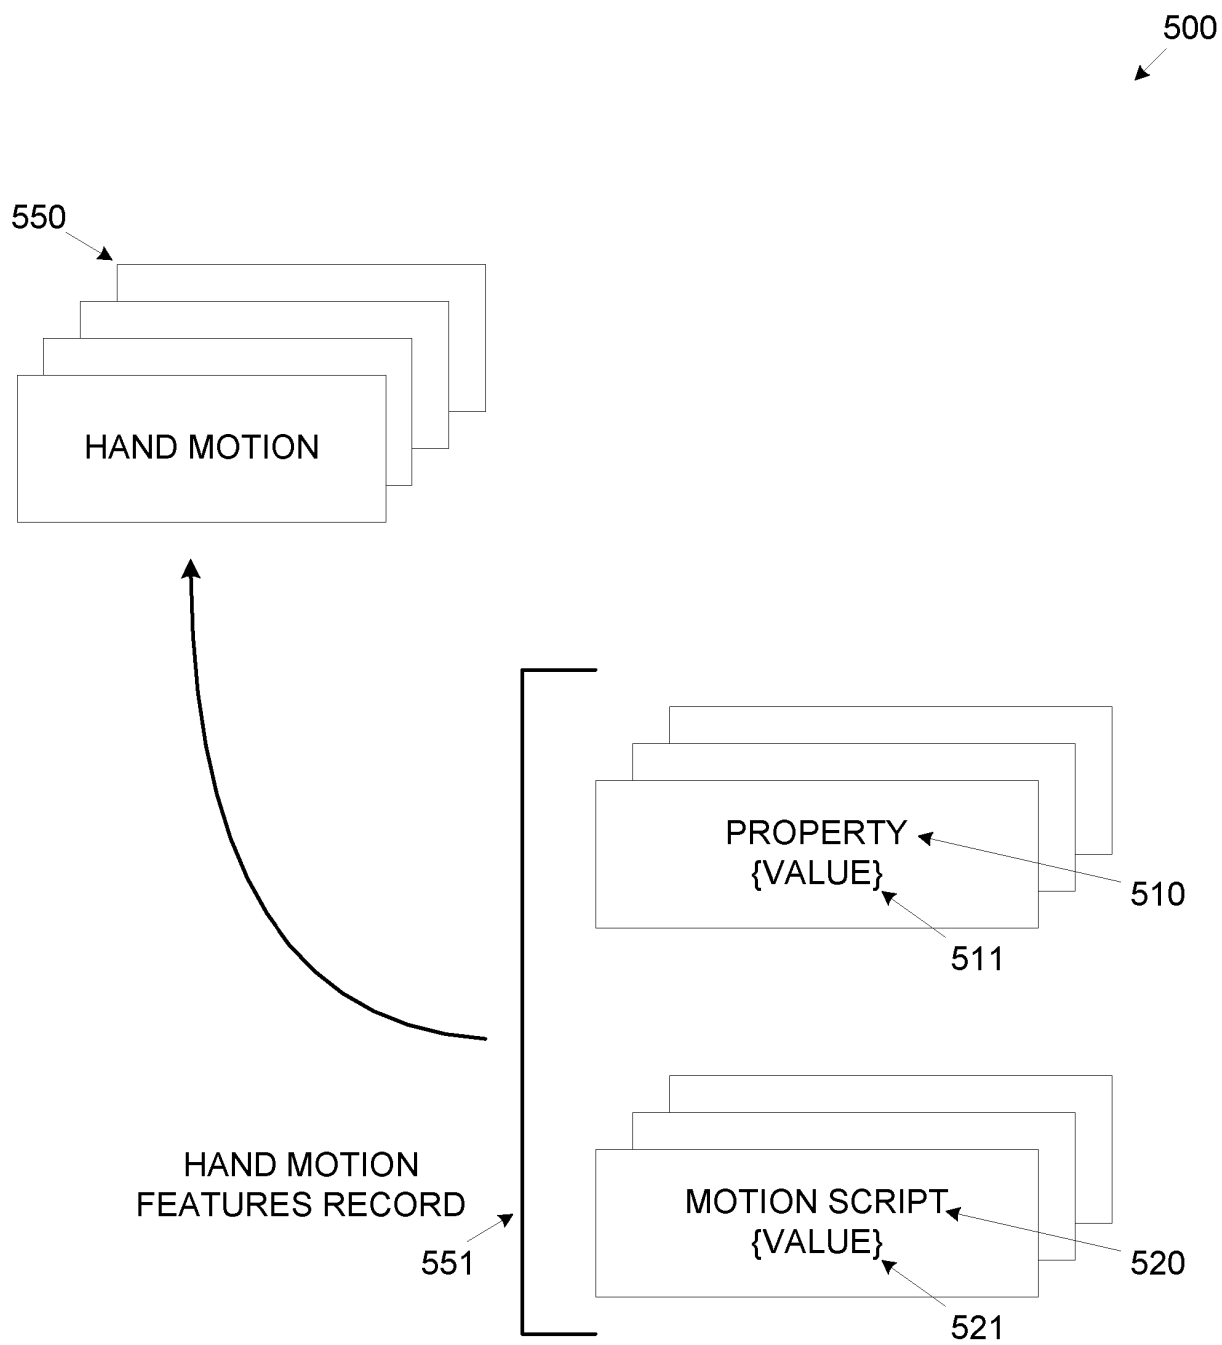 500
550
HAND MOTION
PROPERTY
{VALUE}
510
511
HAND MOTION
FEATURES RECORD
551
MOTION SCRIPT
{VALUE}
520
521